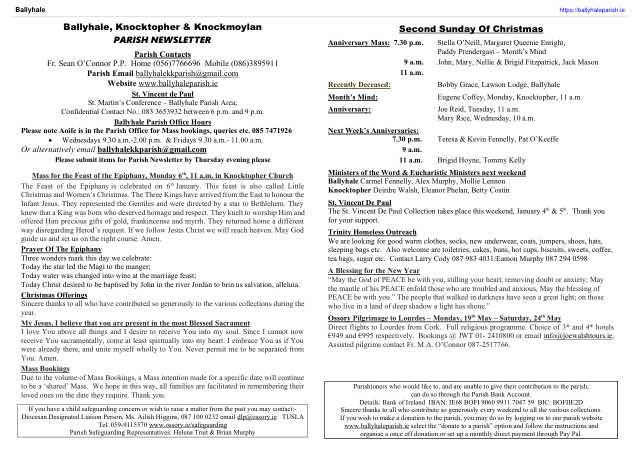 Ballyhale
https://ballyhaleparish.ie
Ballyhale, Knocktopher & Knockmoylan
PARISH NEWSLETTER
Parish Contacts
Fr. Sean O'Connor P.P. Home (056)7766696 Mobile (086)3895911
Parish Email ballyhalekkparish@gmail.com
Website www.ballyhaleparish.ie
St. Vincent de Paul
St. Martin's Conference – Ballyhale Parish Area;
Confidential Contact No.: 083 3653932 between 6 p.m. and 9 p.m.
Ballyhale Parish Office Hours
Please note Aoife is in the Parish Office for Mass bookings, queries etc. 085 7471926
• Wednesdays 9.30 a.m.-2.00 p.m. & Fridays 9.30 a.m.- 11.00 a.m.
Or alternatively email ballyhalekkparish@gmail.com
Please submit items for Parish Newsletter by Thursday evening please
Mass for the Feast of the Epiphany, Monday 6th, 11 a.m. in Knocktopher Church
The Feast of the Epiphany is celebrated on 6th January. This feast is also called Little
Christmas and Women's Christmas. The Three Kings have arrived from the East to honour the
Infant Jesus. They represented the Gentiles and were directed by a star to Bethlehem. They
knew that a King was born who deserved homage and respect. They knelt to worship Him and
offered Him precious gifts of gold, frankincense and myrrh. They returned home a different
way disregarding Herod's request. If we follow Jesus Christ we will reach heaven. May God
guide us and set us on the right course. Amen.
Prayer Of The Epiphany
Three wonders mark this day we celebrate:
Today the star led the Magi to the manger;
Today water was changed into wine at the marriage feast;
Today Christ desired to be baptised by John in the river Jordan to bring us salvation, alleluia.
Christmas Offerings
Sincere thanks to all who have contributed so generously to the various collections during the
year.
My Jesus, I believe that you are present in the most Blessed Sacrament
I love You above all things and I desire to receive You into my soul. Since I cannot now
receive You sacramentally, come at least spiritually into my heart. I embrace You as if You
were already there, and unite myself wholly to You. Never permit me to be separated from
You. Amen.
Mass Bookings
Due to the volume of Mass Bookings, a Mass intention made for a specific date will continue
to be a 'shared' Mass. We hope in this way, all families are facilitated in remembering their
loved ones on the date they require. Thank you.
If you have a child safeguarding concern or wish to raise a matter from the past you may contact:-
Diocesan Designated Liaison Person, Ms. Ailish Higgins, 087 100 0232 email dlp@ossory.ie TUSLA
Tel: 059-9115570 www.ossory.ie/safeguarding
Parish Safeguarding Representatives: Helena Trait & Brian Murphy
Second Sunday Of Christmas
Anniversary Mass: 7.30 p.m. Stella O'Neill, Margaret Queenie Enright,
Paddy Prendergast – Month's Mind
9 a.m. John, Mary, Nellie & Brigid Fitzpatrick, Jack Mason
11 a.m.
Recently Deceased: Bobby Grace, Lawson Lodge, Ballyhale
Month's Mind: Eugene Coffey, Monday, Knocktopher, 11 a.m.
Anniversary: Joe Reid, Tuesday, 11 a.m.
Mary Rice, Wednesday, 10 a.m.
Next Week's Anniversaries:
7.30 p.m. Teresa & Kevin Fennelly, Pat O'Keeffe
9 a.m.
11 a.m. Brigid Hoyne, Tommy Kelly
Ministers of the Word & Eucharistic Ministers next weekend
Ballyhale Carmel Fennelly, Alex Murphy, Mollie Lennon
Knocktopher Deirdre Walsh, Eleanor Phelan, Betty Costin
St. Vincent De Paul
The St. Vincent De Paul Collection takes place this weekend, January 4th & 5th. Thank you
for your support.
Trinity Homeless Outreach
We are looking for good warm clothes, socks, new underwear, coats, jumpers, shoes, hats,
sleeping bags etc. Also welcome are toiletries, cakes, buns, hot cups, biscuits, sweets, coffee,
tea bags, sugar etc. Contact Larry Cody 087 983 4031/Eamon Murphy 087 294 0598
A Blessing for the New Year
"May the God of PEACE be with you, stilling your heart, removing doubt or anxiety; May
the mantle of his PEACE enfold those who are troubled and anxious, May the blessing of
PEACE be with you." The people that walked in darkness have seen a great light; on those
who live in a land of deep shadow a light has shone."
Ossory Pilgrimage to Lourdes – Monday, 19th May – Saturday, 24th May
Direct flights to Lourdes from Cork. Full religious programme. Choice of 3* and 4* hotels
€949 and €995 respectively. Bookings @ JWT 01- 2410800 or email info@joewalshtours.ie.
Assisted pilgrims contact Fr. M.A. O'Connor 087-2517766.
Parishioners who would like to, and are unable to give their contribution to the parish,
can do so through the Parish Bank Account.
Details: Bank of Ireland IBAN: IE68 BOFI 9060 9931 7047 59 BIC: BOFIIE2D
Sincere thanks to all who contribute so generously every weekend to all the various collections.
If you wish to make a donation to the parish, you may do so by logging on to our parish website
www.ballyhaleparish.ie select the "donate to a parish" option and follow the instructions and
organise a once off donation or set up a monthly direct payment through Pay Pal.